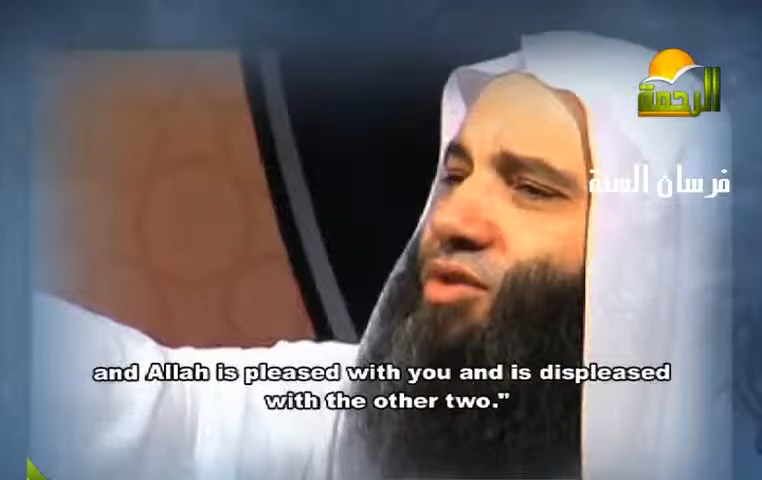 الرحمة
فرسان السنة
and Allah is pleased with you and is displeased
with the other two."